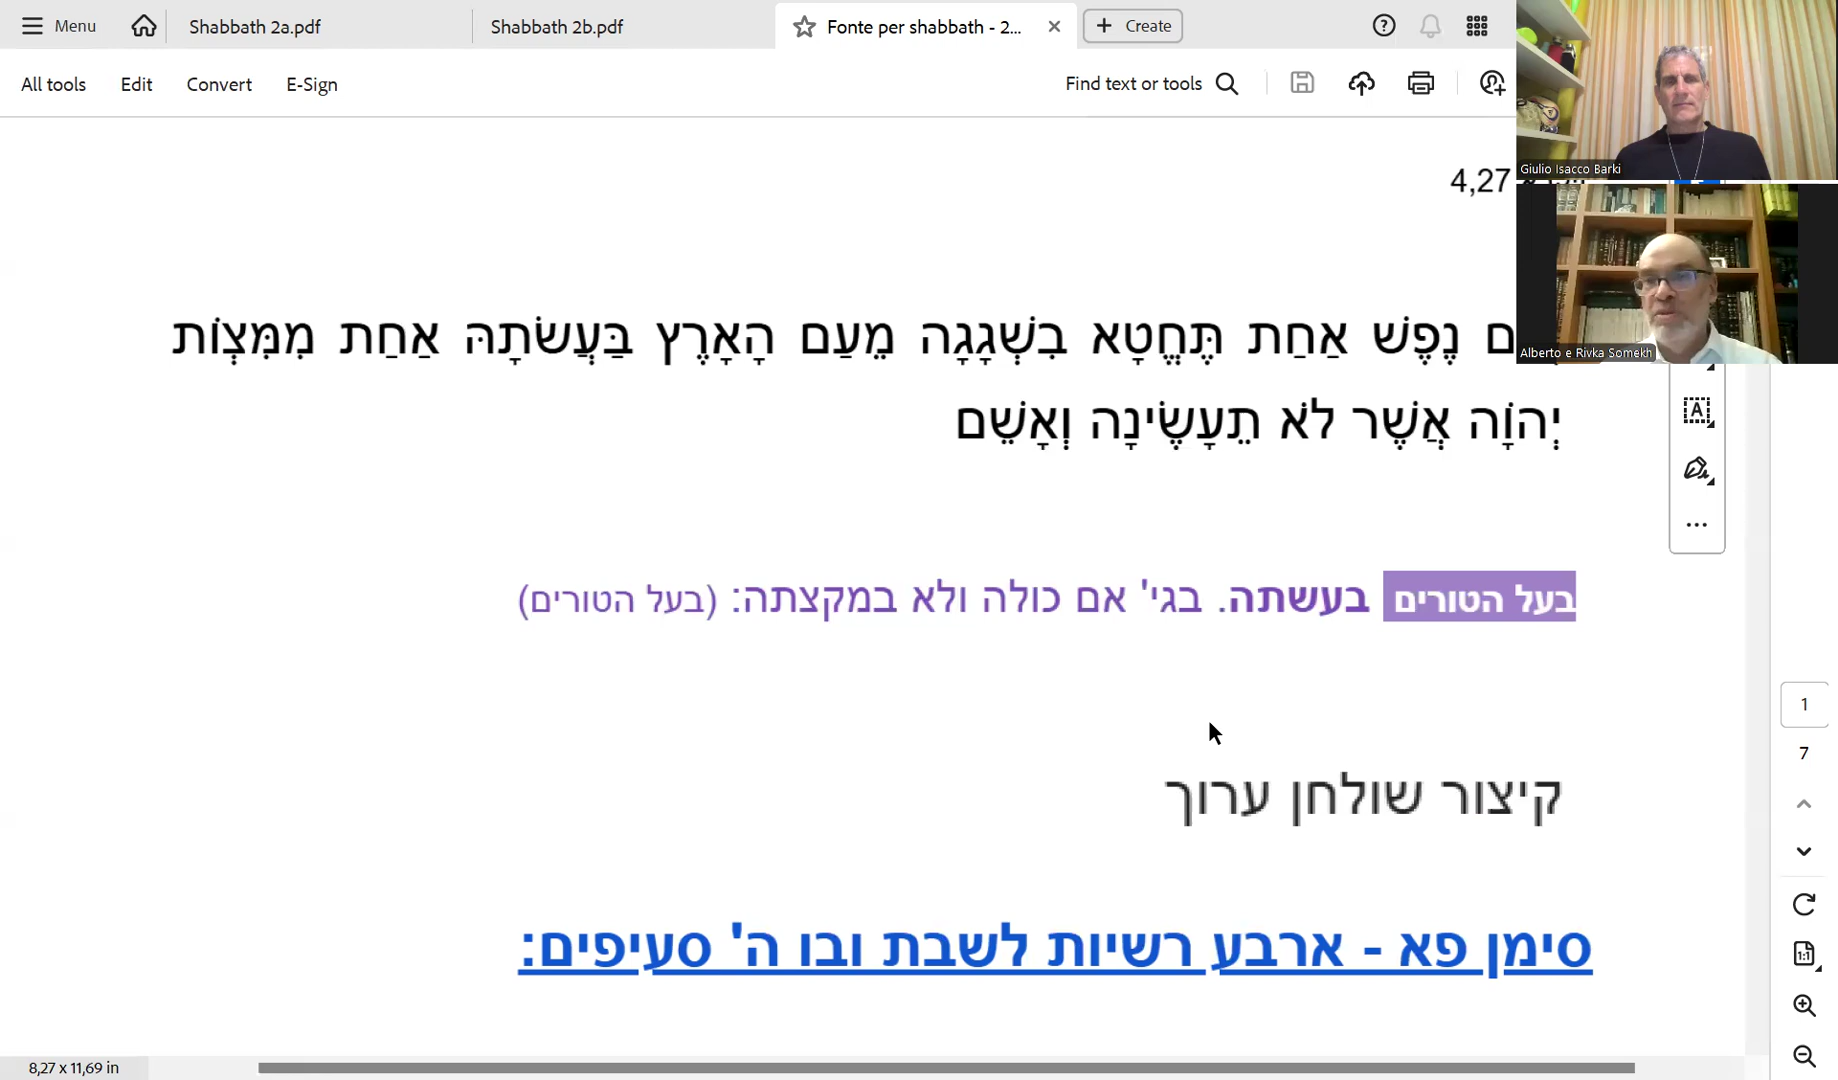 Menu
Shabbath 2a.pdf
Shabbath 2b.pdf
Fonte per shabbath - 2...
Create
All tools
Edit
Convert
E-Sign
Find text or tools
Giulio Isacco Barki
Alberto e Rivka Somekh
4,27
נֶפֶשׁ אַחַת תֶּחֱטָא בִשְׁגָגָה מֵעַם הָאָרֶץ בַּעֲשֹׂתָהּ אַחַת מִמִּצְוֺת
יְהוָֹה אֲשֶׁר לֹא תֵעָשֶׂינָה וְאָשֵׁם
בעל הטורים בעשתה. בגי' אם כולה ולא במקצתה: (בעל הטורים)
קיצור שולחן ערוך
סימן פא - ארבע רשיות לשבת ובו ה' סעיפים:
1
7
8,27 x 11,69 in